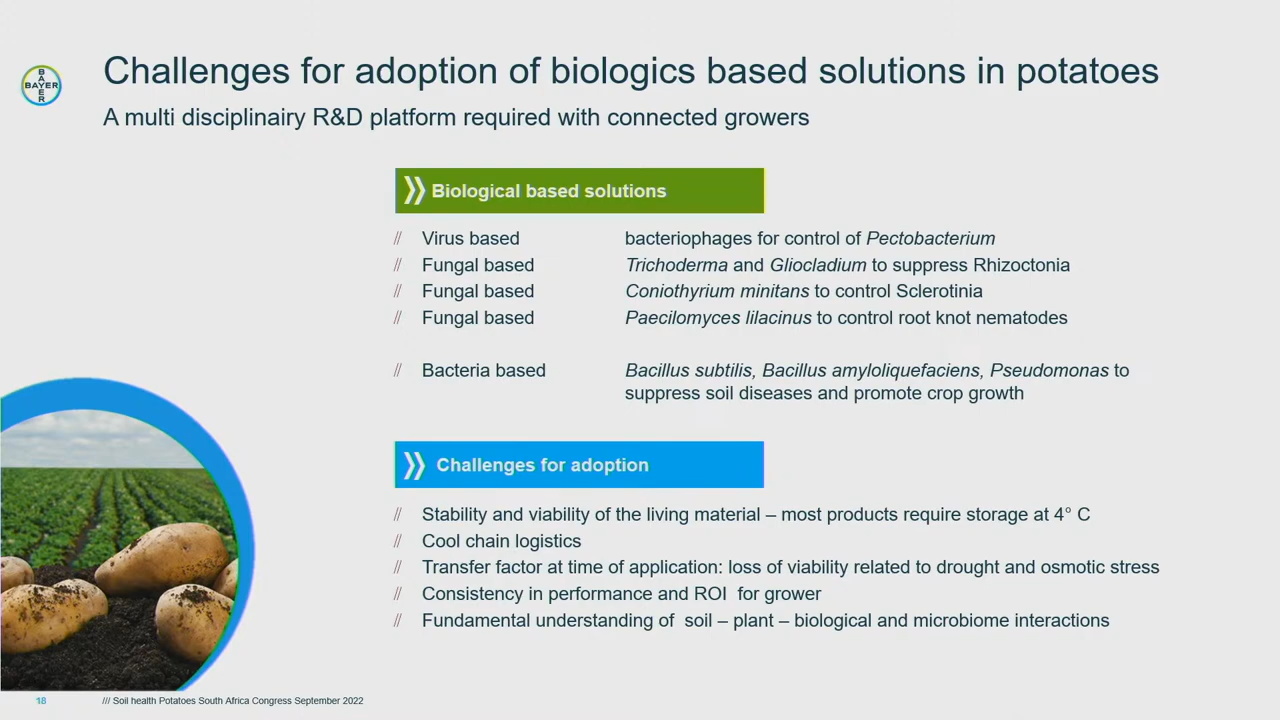 Challenges for adoption of biologics based solutions in potatoes
BAYER
BAYER
A multi disciplinairy R&D platform required with connected growers
Biological based solutions
// Virus based bacteriophages for control of Pectobacterium
// Fungal based Trichoderma and Gliocladium to suppress Rhizoctonia
// Fungal based Coniothyrium minitans to control Sclerotinia
// Fungal based Paecilomyces lilacinus to control root knot nematodes
// Bacteria based Bacillus subtilis, Bacillus amyloliquefaciens, Pseudomonas to
suppress soil diseases and promote crop growth
Challenges for adoption
// Stability and viability of the living material – most products require storage at 4° C
// Cool chain logistics
// Transfer factor at time of application: loss of viability related to drought and osmotic stress
// Consistency in performance and ROI for grower
// Fundamental understanding of soil – plant – biological and microbiome interactions
18 /// Soil health Potatoes South Africa Congress September 2022